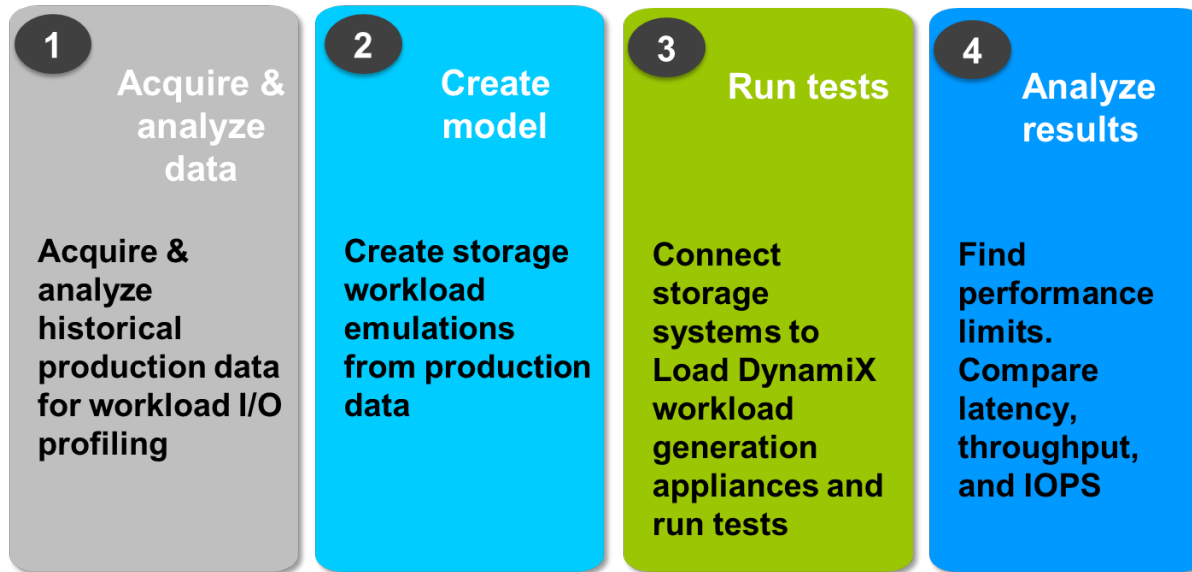 1
Acquire &
analyze
data
Acquire &
analyze
historical
production data
for workload I/O
profiling
2
Create
model
Create storage
workload
emulations
from production
data
3
Run tests
Connect
storage
systems to
Load DynamiX
workload
generation
appliances and
run tests
4
Analyze
results
Find
performance
limits.
Compare
latency,
throughput,
and IOPS